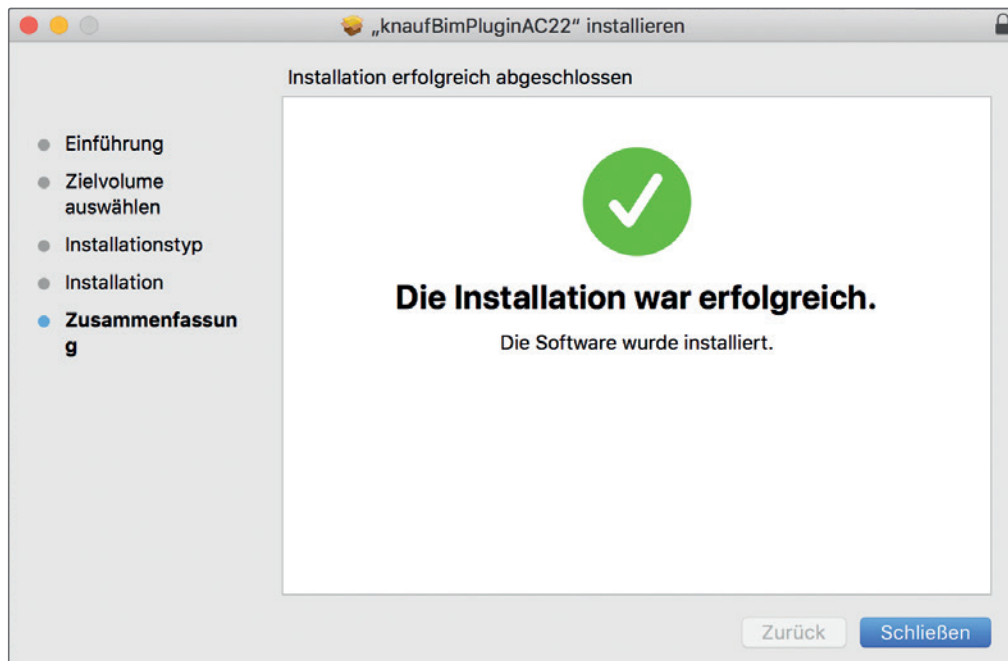 „knaufBimPluginAC22“ installieren
Installation erfolgreich abgeschlossen
Einführung
Zielvolume
auswählen
Installationstyp
Installation
Zusammenfassun
g
Die Installation war erfolgreich.
Die Software wurde installiert.
Zurück
Schließen